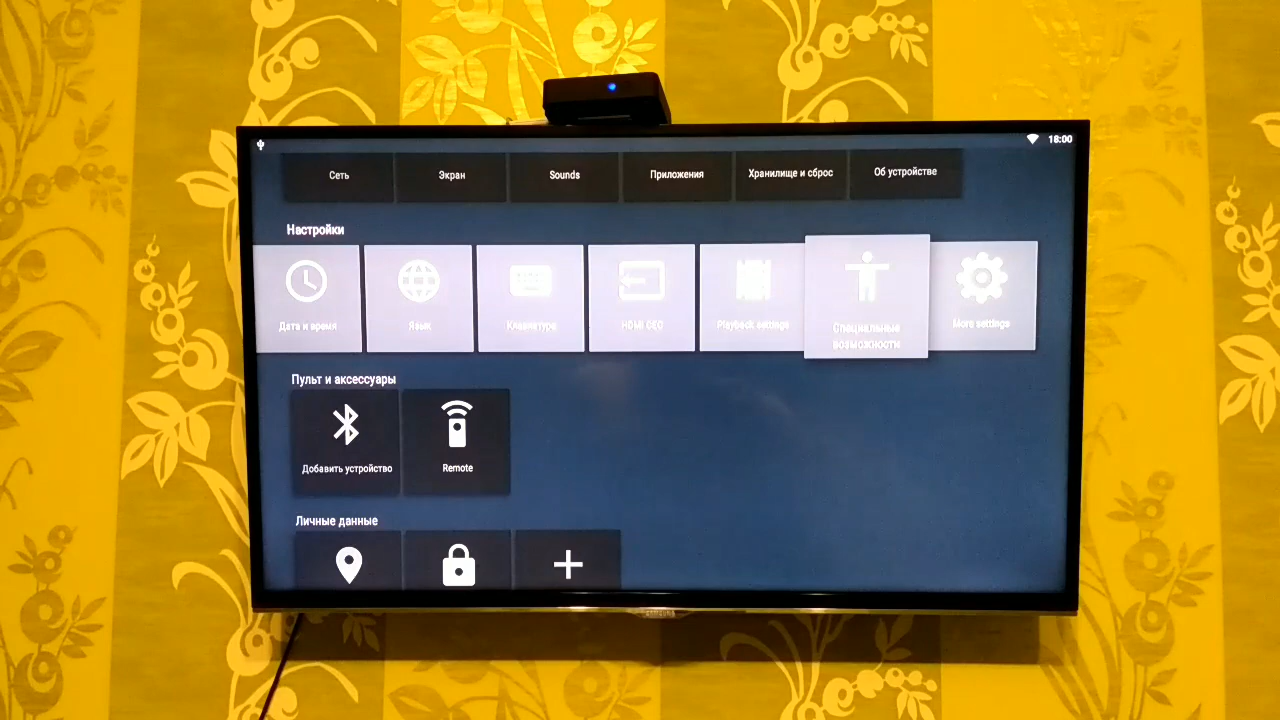 18:00
Сеть
Экран
Sounds
Приложения
Хранилище и сброс
Об устройстве
Настройки
Дата и время
Язык
Клавиатура
HDMI CEC
Playback settings
Специальные
возможности
More settings
Пульт и аксессуары
Добавить устройство
Remote
Личные данные